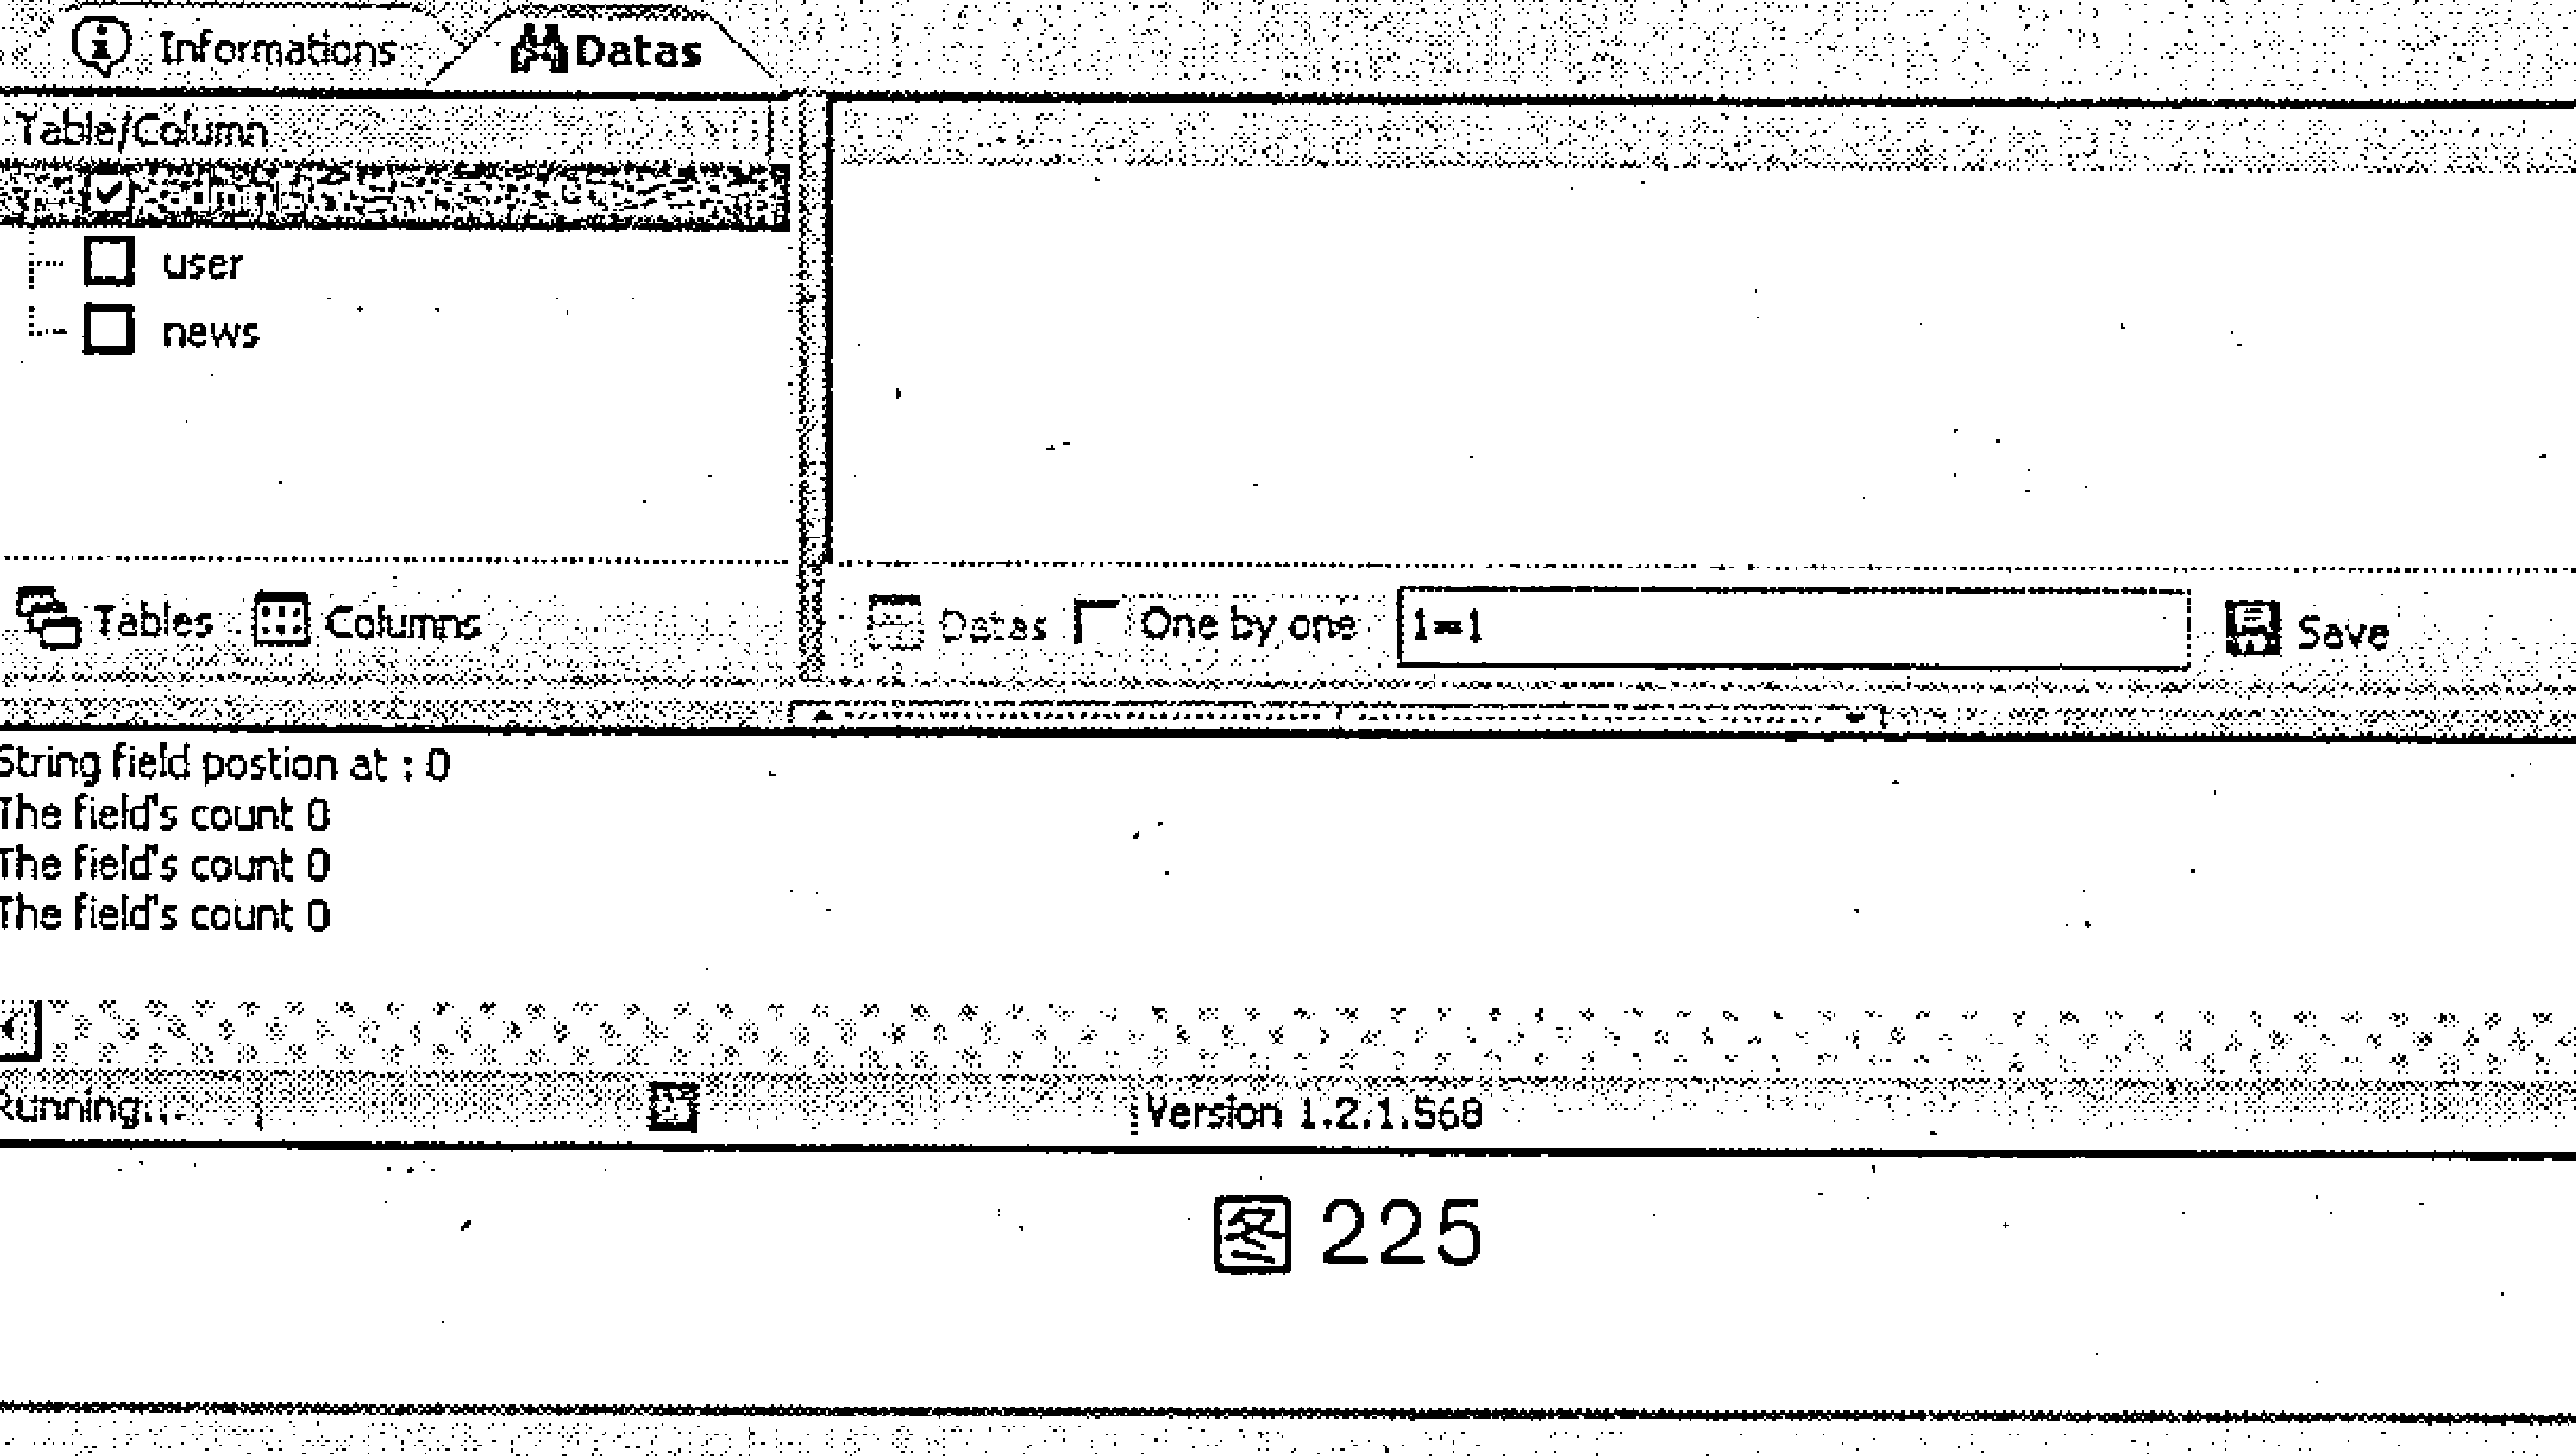 Informations Datas
Table/Column
admin
user
news
Tables Columns Datas One by one 1=1 Save
String field postion at : 0
The field's count 0
The field's count 0
The field's count 0
Running... Version 1.2.1.568
图 225